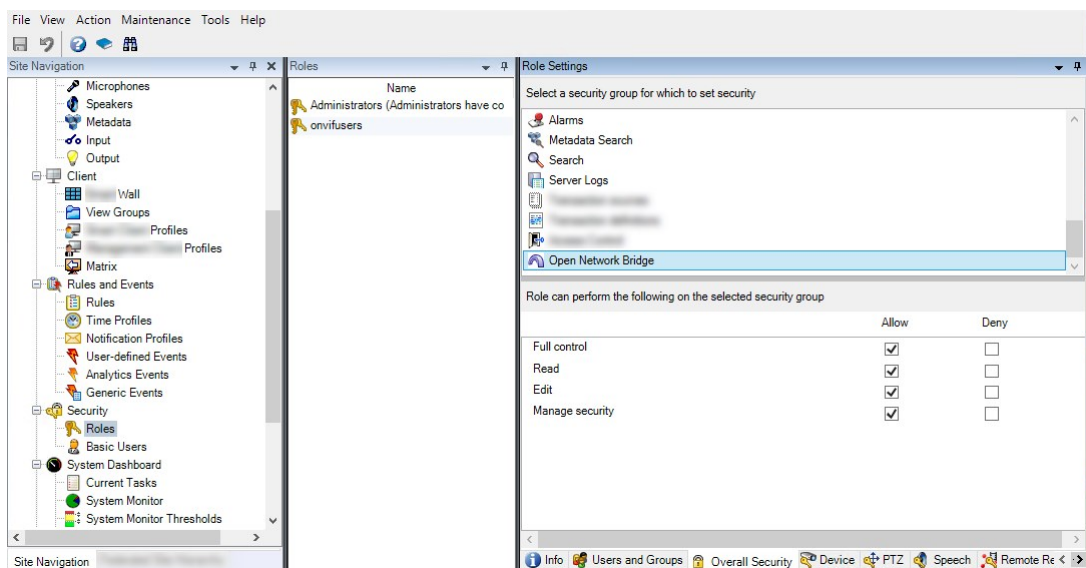 File View Action Maintenance Tools Help
Site Navigation
Microphones
Speakers
Metadata
Input
Output
Client
Wall
View Groups
Profiles
Profiles
Matrix
Rules and Events
Rules
Time Profiles
Notification Profiles
User-defined Events
Analytics Events
Generic Events
Security
Roles
Basic Users
System Dashboard
Current Tasks
System Monitor
System Monitor Thresholds
Site Navigation
Roles
Name
Administrators (Administrators have co
onvifusers
Role Settings
Select a security group for which to set security
Alarms
Metadata Search
Search
Server Logs
Open Network Bridge
Role can perform the following on the selected security group
Allow Deny
Full control
Read
Edit
Manage security
Info Users and Groups Overall Security Device PTZ Speech Remote Re